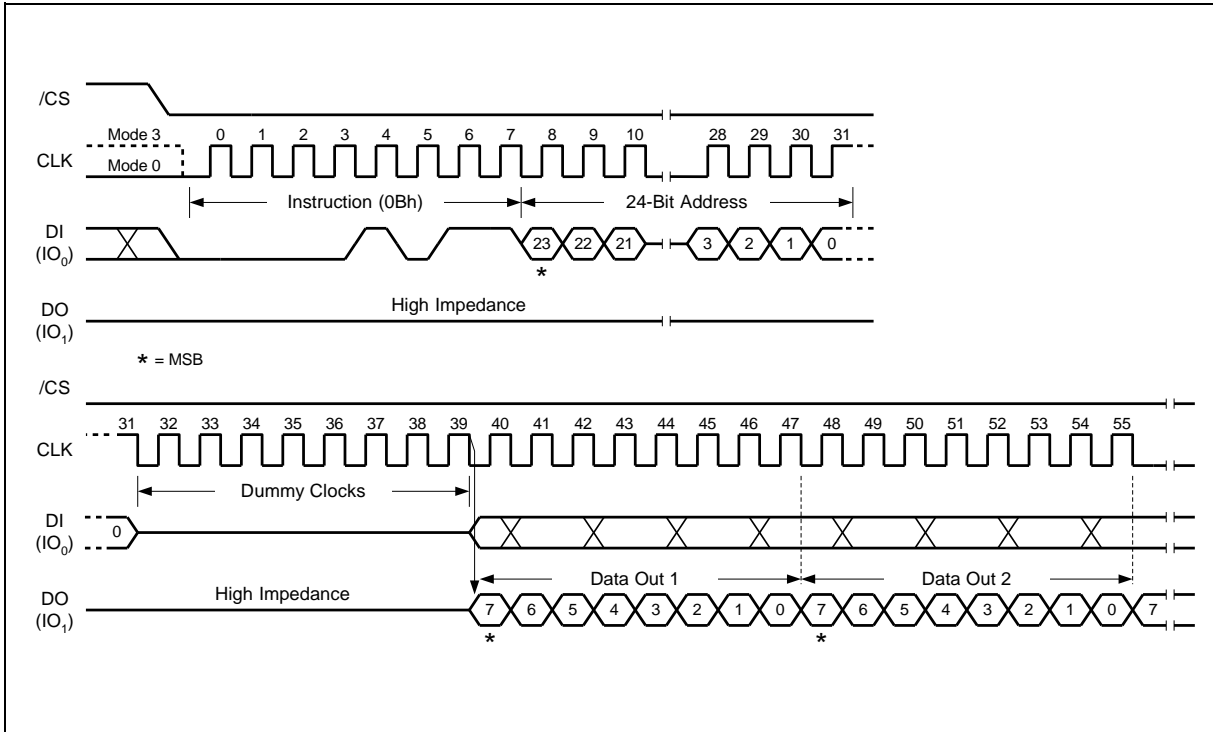 /CS
Mode 3
0 1 2 3 4 5 6 7 8 9 10 28 29 30 31
CLK
Mode 0
Instruction (0Bh)
24-Bit Address
DI
(IO0)
23 22 21 3 2 1 0
*
High Impedance
DO
(IO1)
* = MSB
/CS
31 32 33 34 35 36 37 38 39 40 41 42 43 44 45 46 47 48 49 50 51 52 53 54 55
CLK
Dummy Clocks
DI
(IO0)
0
Data Out 1
Data Out 2
High Impedance
DO
(IO1)
7 6 5 4 3 2 1 0 7 6 5 4 3 2 1 0 7
* *